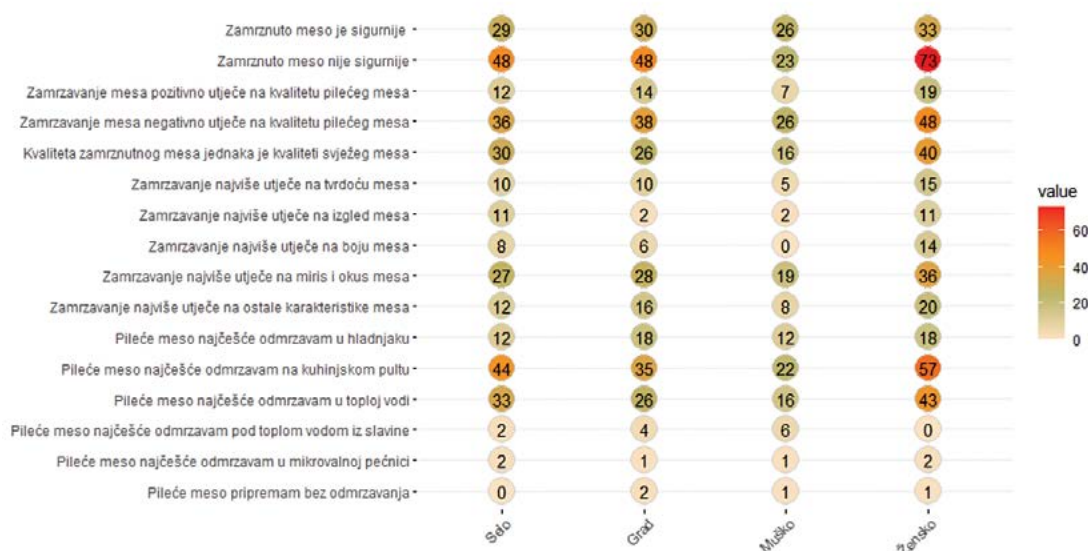 Zamrznuto meso je sigurnije 29 30 26 33
Zamrznuto meso nije sigurnije 48 48 23 73
Zamrzavanje mesa pozitivno utječe na kvalitetu pilećeg mesa 12 14 7 19
Zamrzavanje mesa negativno utječe na kvalitetu pilećeg mesa 36 38 26 48
Kvaliteta zamrznutnog mesa jednaka je kvaliteti svježeg mesa 30 26 16 40
Zamrzavanje najviše utječe na tvrdoću mesa 10 10 5 15
Zamrzavanje najviše utječe na izgled mesa 11 2 2 11
Zamrzavanje najviše utječe na boju mesa 8 6 0 14
Zamrzavanje najviše utječe na miris i okus mesa 27 28 19 36
Zamrzavanje najviše utječe na ostale karakteristike mesa 12 16 8 20
Pileće meso najčešće odmrzavam u hladnjaku 12 18 12 18
Pileće meso najčešće odmrzavam na kuhinjskom pultu 44 35 22 57
Pileće meso najčešće odmrzavam u toploj vodi 33 26 16 43
Pileće meso najčešće odmrzavam pod toplom vodom iz slavine 2 4 6 0
Pileće meso najčešće odmrzavam u mikrovalnoj pećnici 2 1 1 2
Pileće meso pripremam bez odmrzavanja 0 2 1 1
Selo Grad Muško Žensko
value
60
40
20
0